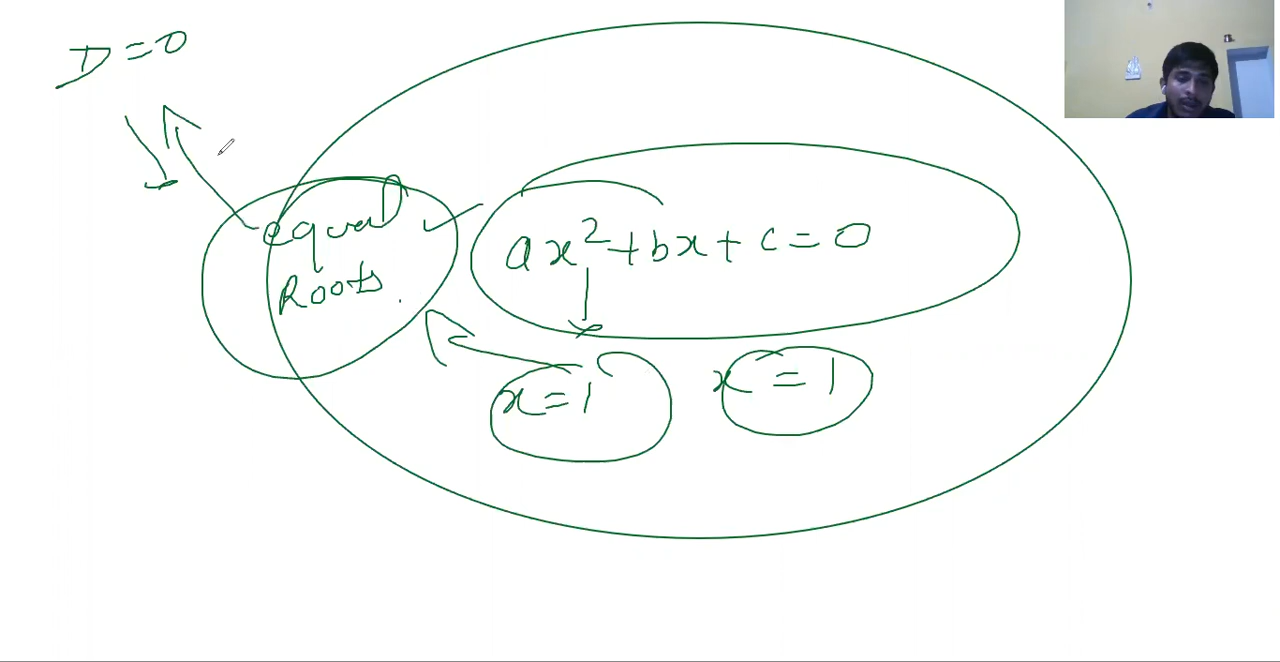 D=0
equal
Roots.
ax²+bx+c=0
x=1
x=1